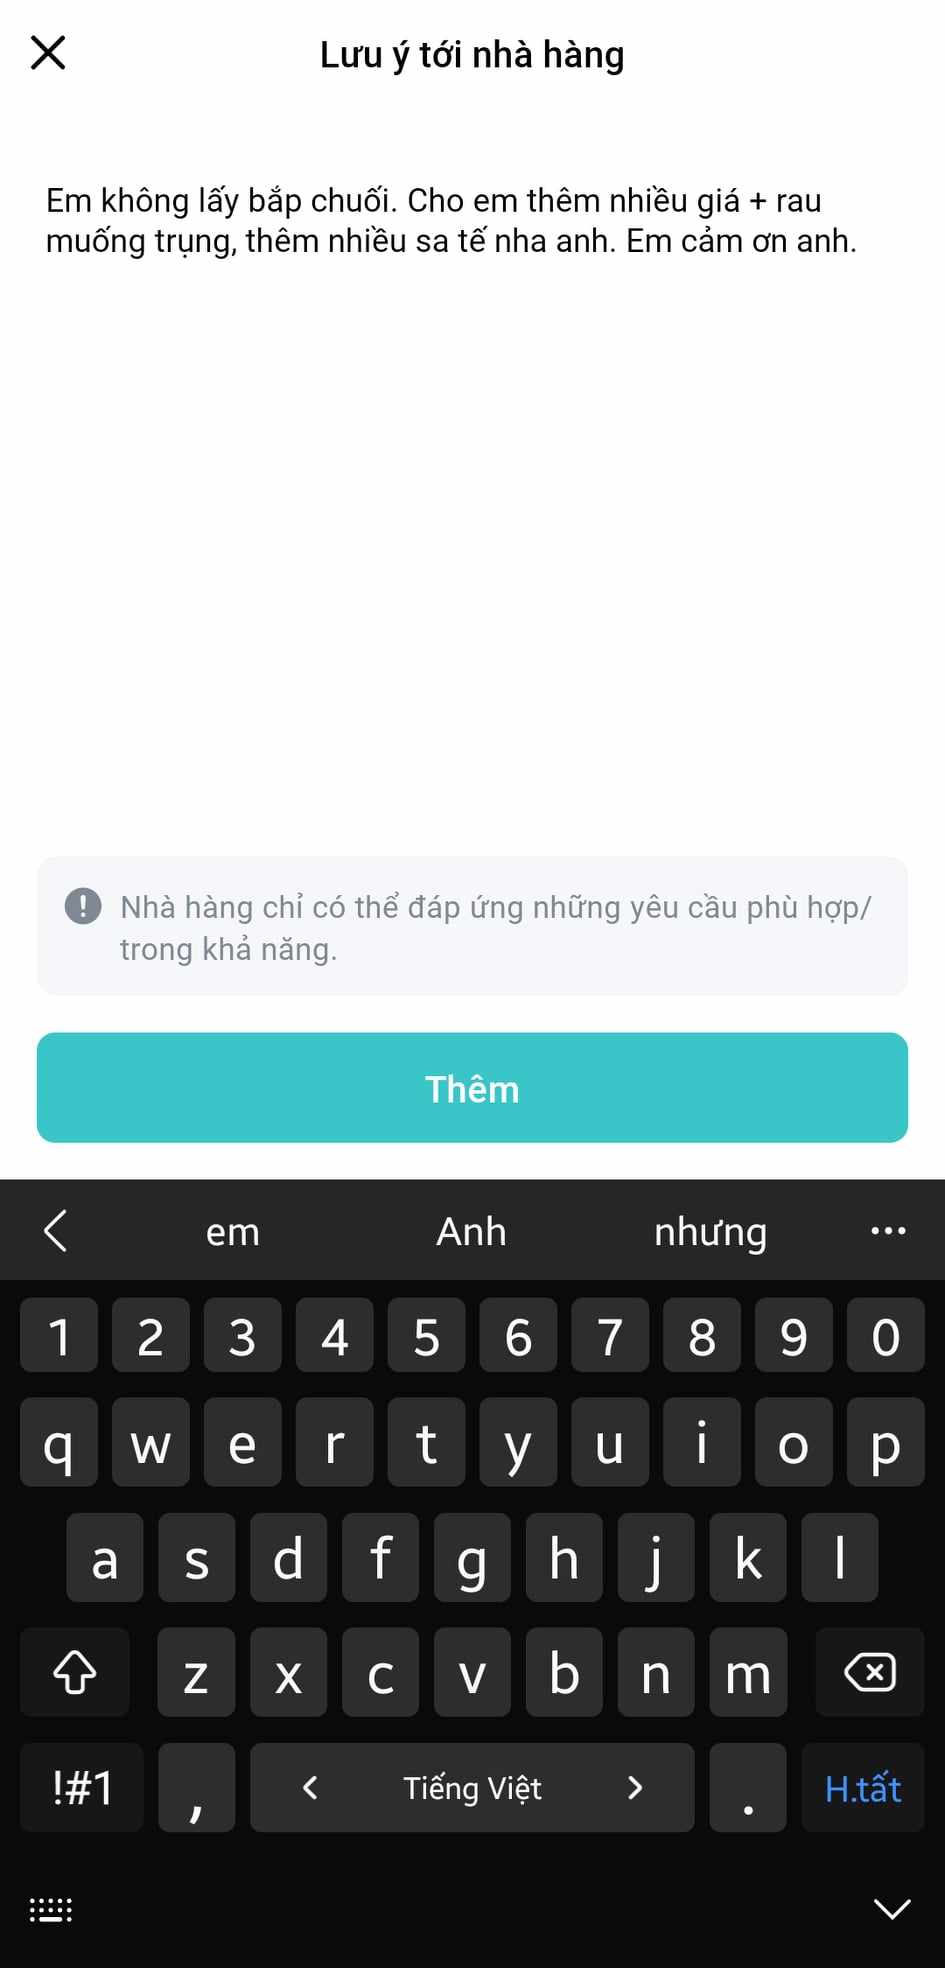 Lưu ý tới nhà hàng
Em không lấy bắp chuối. Cho em thêm nhiều giá + rau
muống trụng, thêm nhiều sa tế nha anh. Em cảm ơn anh.
Nhà hàng chỉ có thể đáp ứng những yêu cầu phù hợp/
trong khả năng.
Thêm
em Anh nhưng ...
1 2 3 4 5 6 7 8 9 0
q w e r t y u i o p
a s d f g h j k l
z x c v b n m
!#1 , < Tiếng Việt > . H.tất